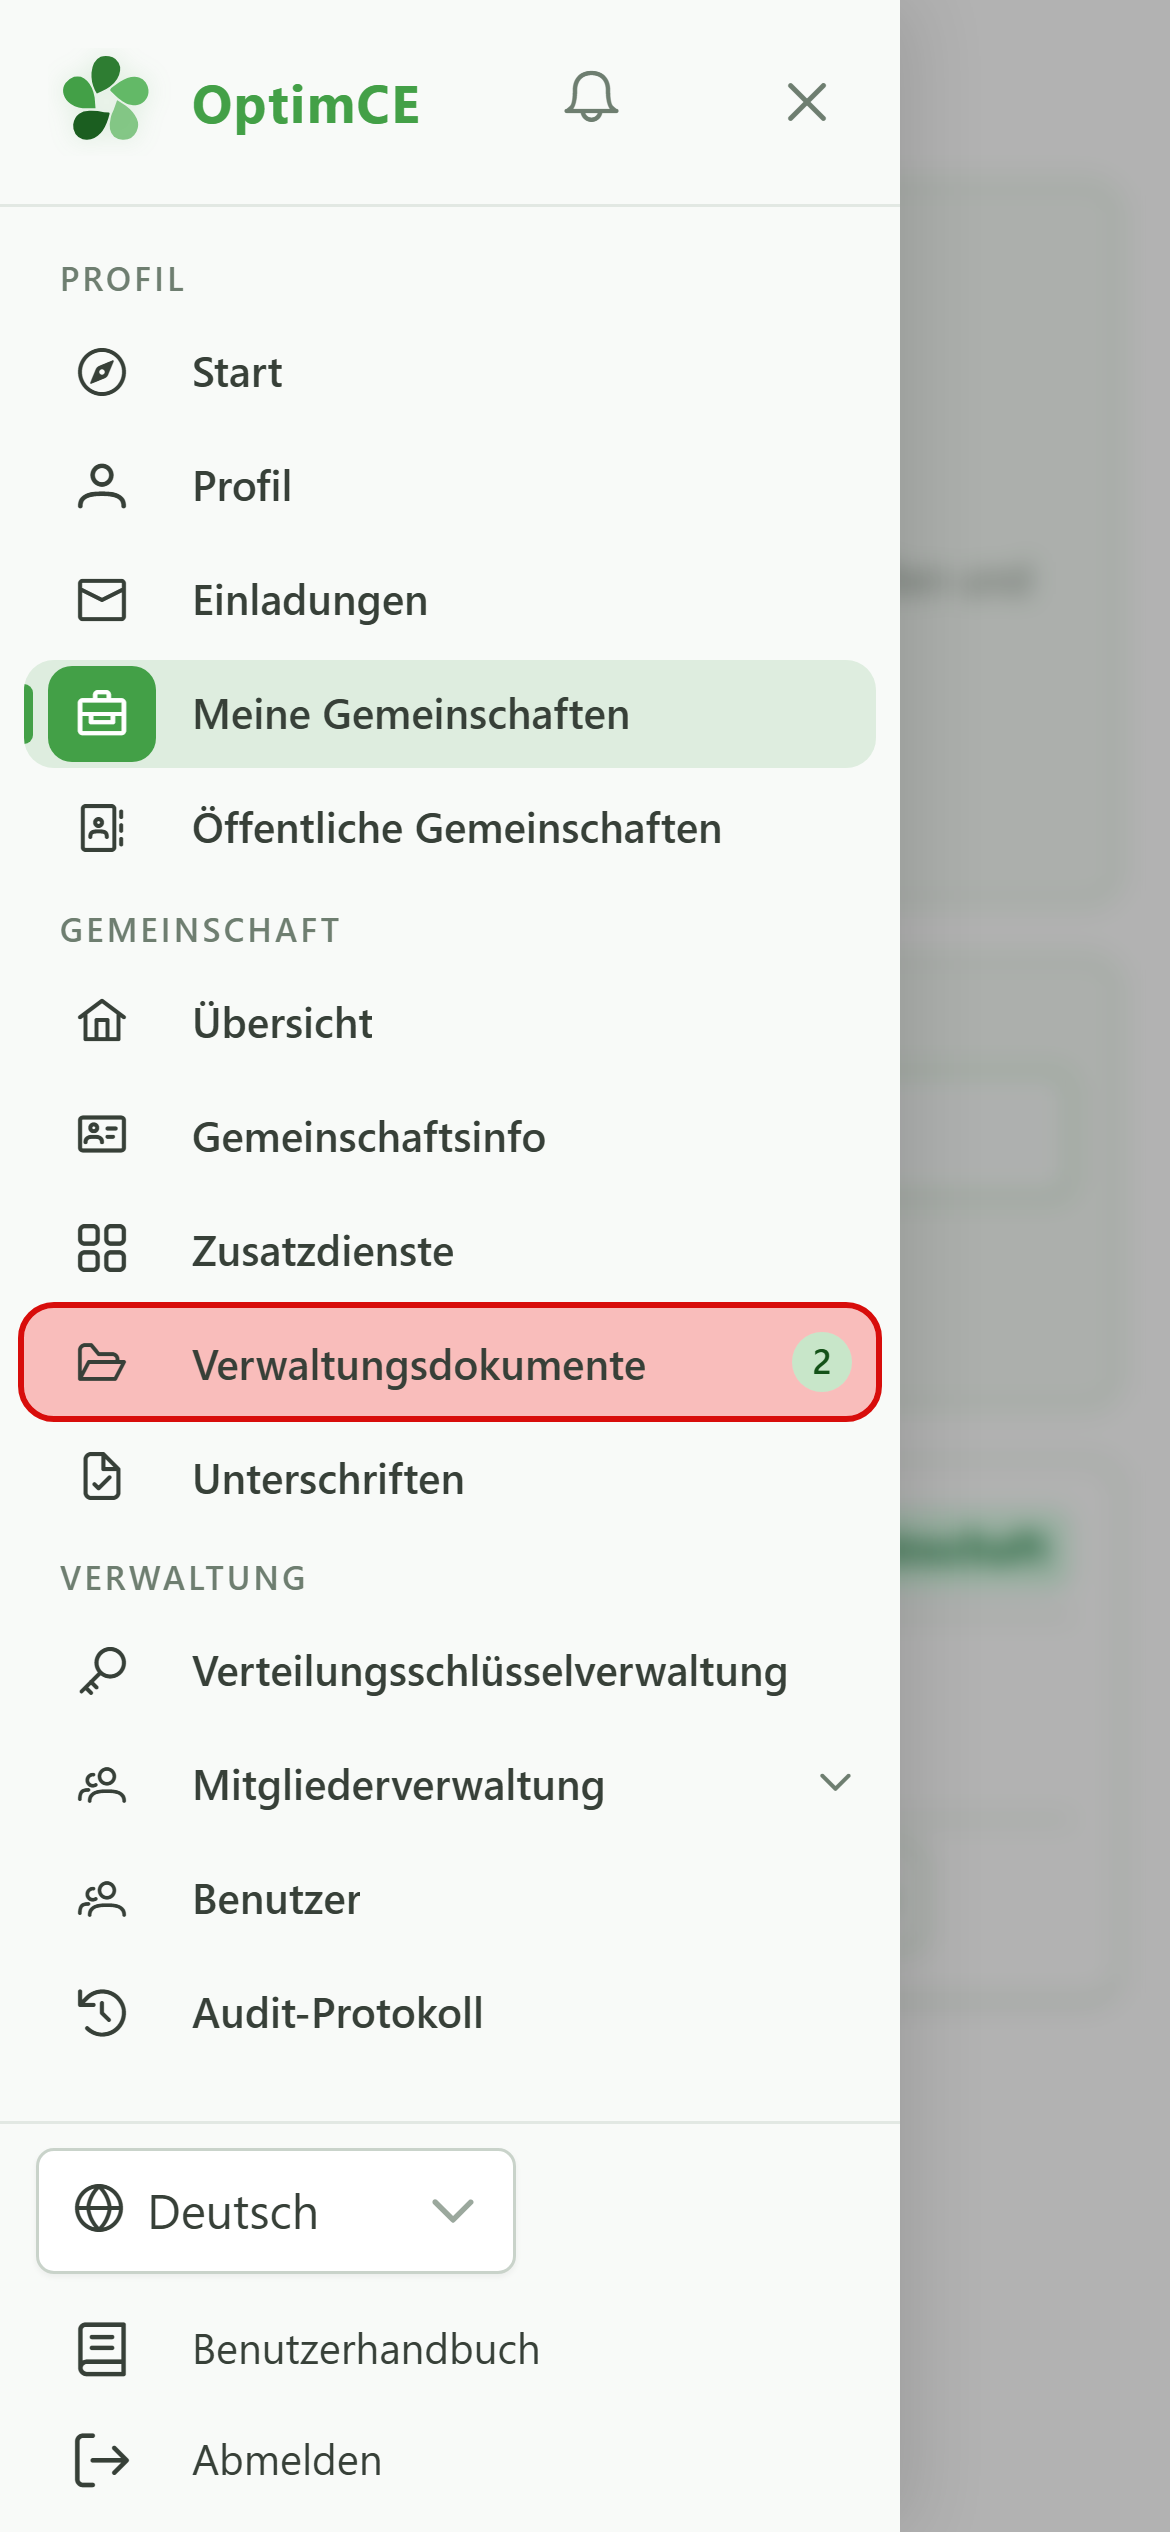 OptimCE
PROFIL
Start
Profil
Einladungen
Meine Gemeinschaften
Öffentliche Gemeinschaften
GEMEINSCHAFT
Übersicht
Gemeinschaftsinfo
Zusatzdienste
Verwaltungsdokumente 2
Unterschriften
VERWALTUNG
Verteilungsschlüsselverwaltung
Mitgliederverwaltung
Benutzer
Audit-Protokoll
Deutsch
Benutzerhandbuch
Abmelden